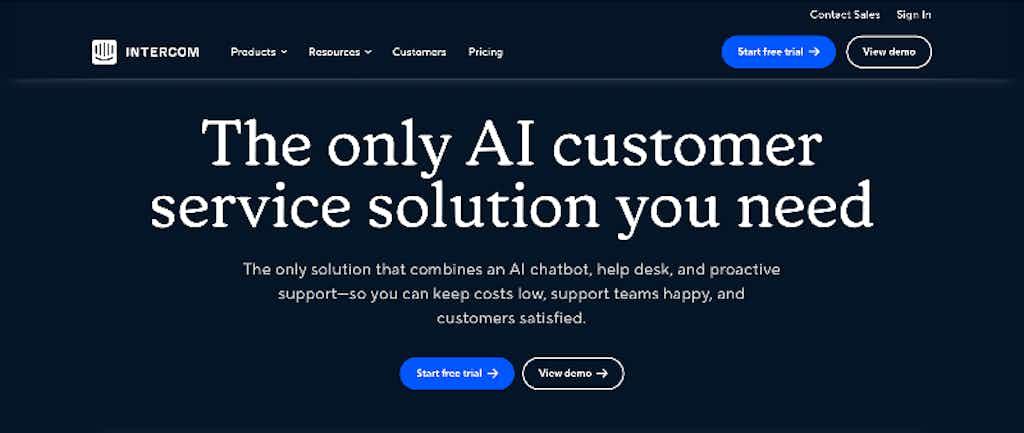 Contact Sales Sign In
INTERCOM Products Resources Customers Pricing Start free trial → View demo
The only AI customer
service solution you need
The only solution that combines an AI chatbot, help desk, and proactive
support—so you can keep costs low, support teams happy, and
customers satisfied.
Start free trial → View demo →